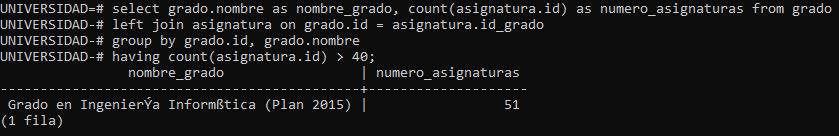 UNIVERSIDAD=# select grado.nombre as nombre_grado, count(asignatura.id) as numero_asignaturas from grado
UNIVERSIDAD-# left join asignatura on grado.id = asignatura.id_grado
UNIVERSIDAD-# group by grado.id, grado.nombre
UNIVERSIDAD-# having count(asignatura.id) > 40;
nombre_grado | numero_asignaturas
---------------------------------------------+--------------------
Grado en IngenierÝa Informßtica (Plan 2015) | 51
(1 fila)